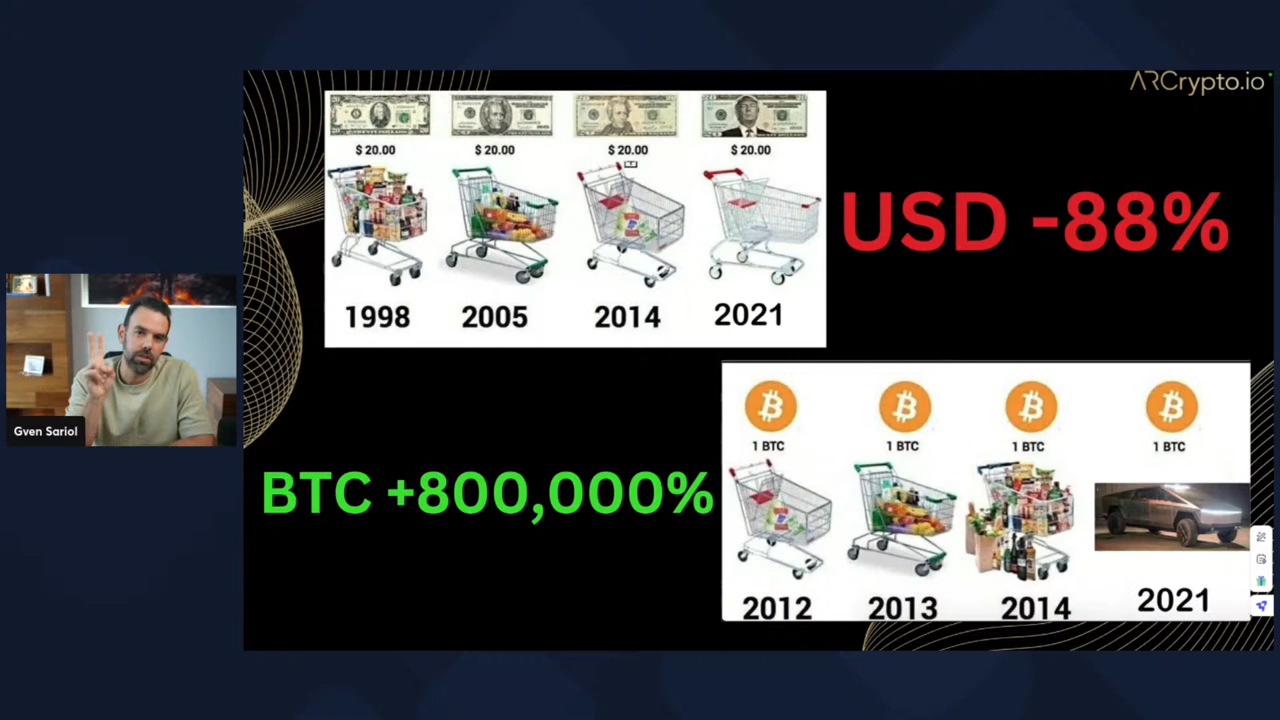 ARCrypto.io
$ 20.00 $ 20.00 $ 20.00 $ 20.00
1998 2005 2014 2021
USD -88%
Gven Sariol
BTC +800,000%
1 BTC 1 BTC 1 BTC 1 BTC
2012 2013 2014 2021